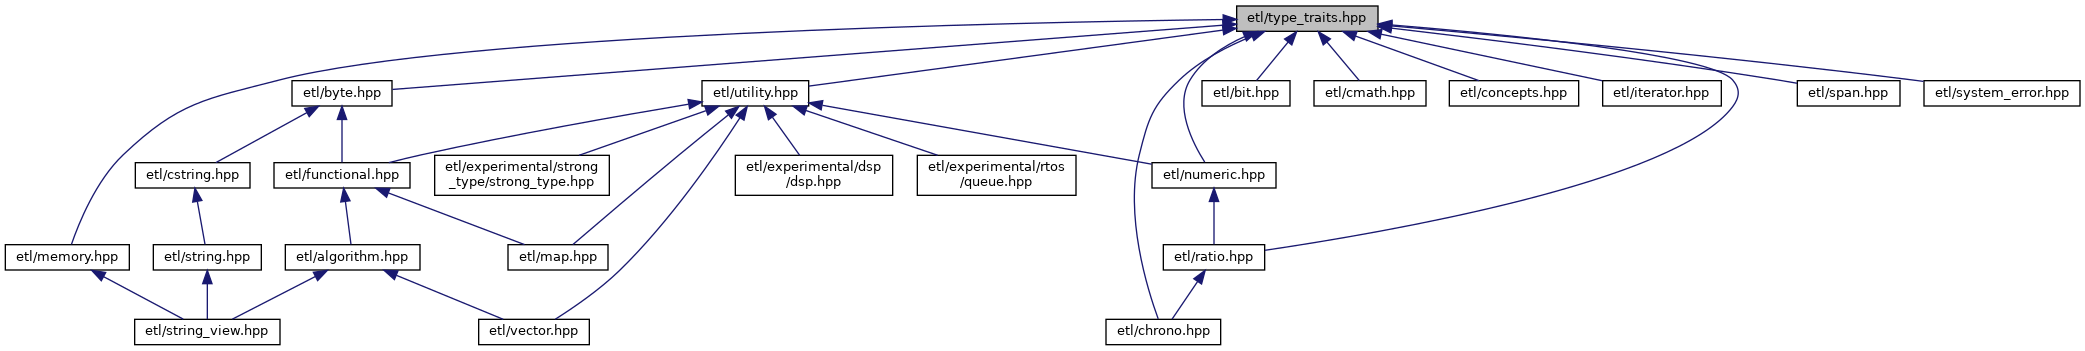 etl/type_traits.hpp
etl/byte.hpp
etl/utility.hpp
etl/bit.hpp
etl/cmath.hpp
etl/concepts.hpp
etl/iterator.hpp
etl/span.hpp
etl/system_error.hpp
etl/cstring.hpp
etl/functional.hpp
etl/experimental/strong
_type/strong_type.hpp
etl/experimental/dsp
/dsp.hpp
etl/experimental/rtos
/queue.hpp
etl/numeric.hpp
etl/memory.hpp
etl/string.hpp
etl/algorithm.hpp
etl/map.hpp
etl/ratio.hpp
etl/string_view.hpp
etl/vector.hpp
etl/chrono.hpp